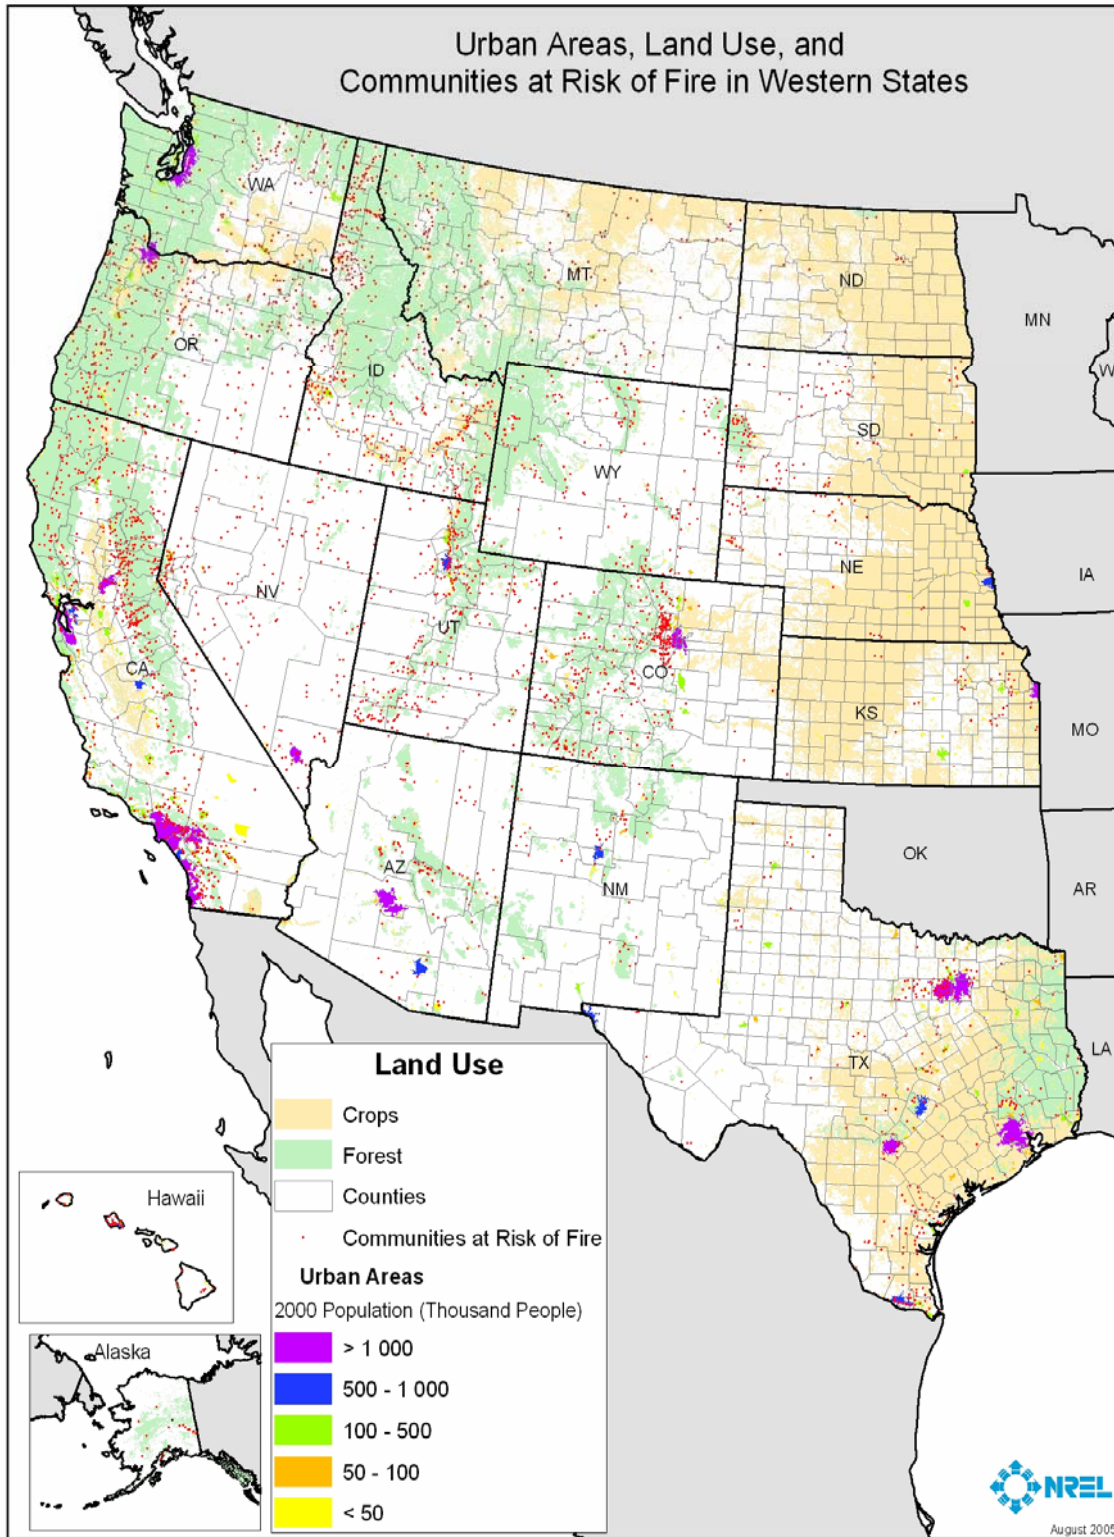 Urban Areas, Land Use, and
Communities at Risk of Fire in Western States
WA
MT
ND
MN
OR
ID
W
SD
WY
NE
IA
NV
UT
CO
CA
KS
MO
OK
AZ
NM
AR
TX
LA
Land Use
Crops
Forest
Counties
Communities at Risk of Fire
Urban Areas
2000 Population (Thousand People)
> 1 000
500 - 1 000
100 - 500
50 - 100
< 50
Hawaii
Alaska
NREL
August 2005